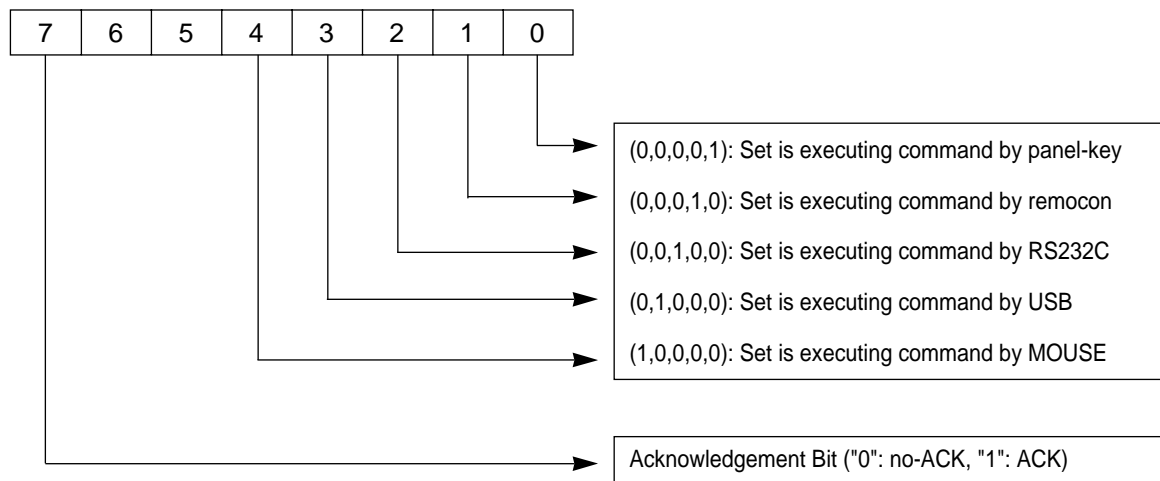 7 6 5 4 3 2 1 0
(0,0,0,0,1): Set is executing command by panel-key
(0,0,0,1,0): Set is executing command by remocon
(0,0,1,0,0): Set is executing command by RS232C
(0,1,0,0,0): Set is executing command by USB
(1,0,0,0,0): Set is executing command by MOUSE
Acknowledgement Bit ("0": no-ACK, "1": ACK)